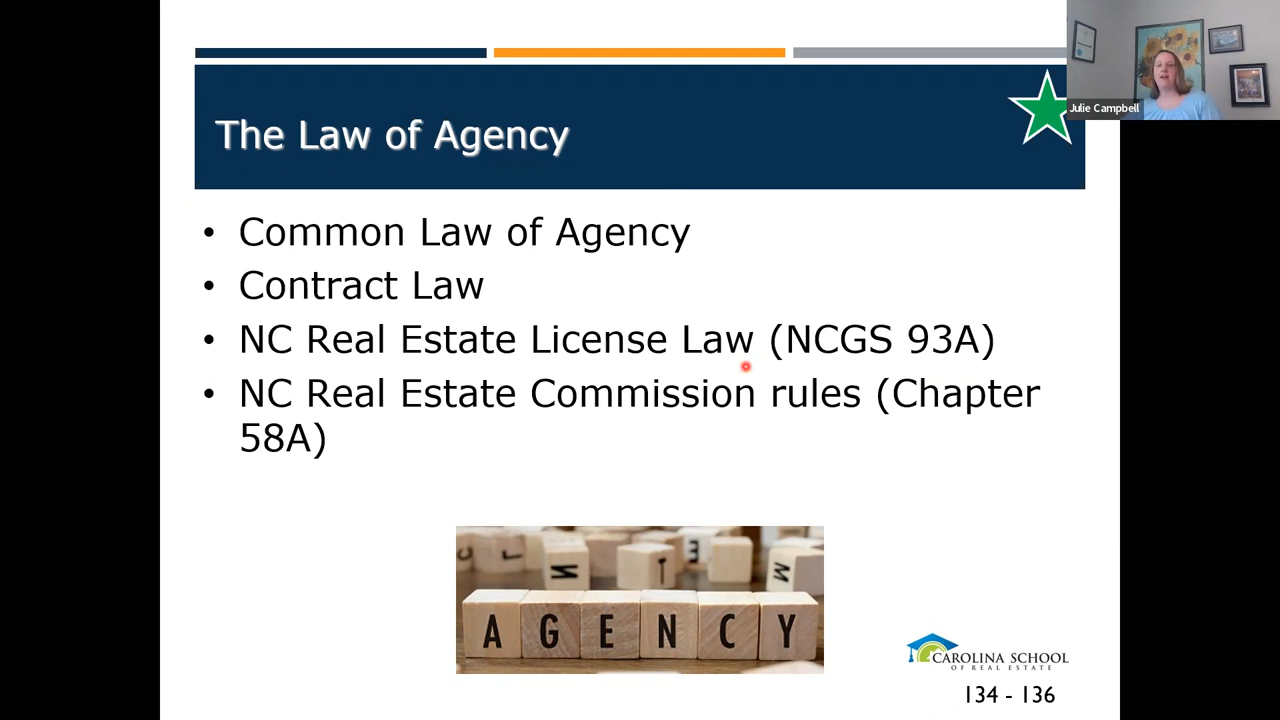 Julie Campbell
The Law of Agency
• Common Law of Agency
• Contract Law
• NC Real Estate License Law (NCGS 93A)
• NC Real Estate Commission rules (Chapter
58A)
N T E M
AGENCY
CAROLINA SCHOOL
OF REAL ESTATE
134 - 136